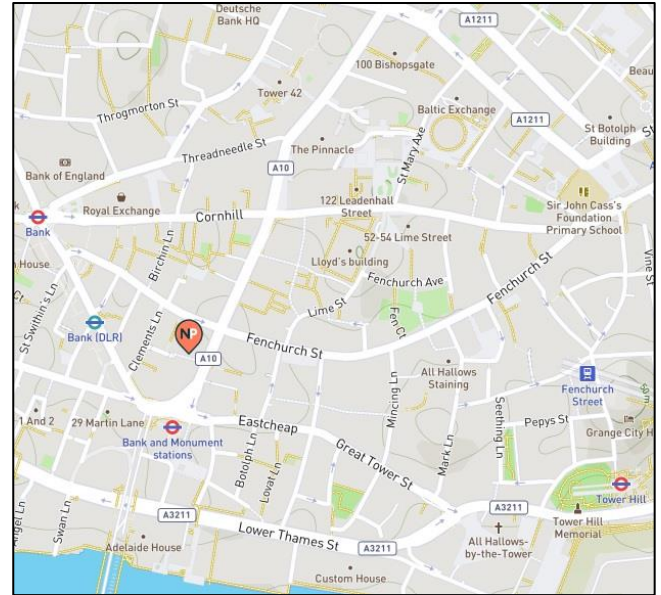 Deutsche
Bank HQ
A1211
100 Bishopsgate
Tower 42
Baltic Exchange
Throgmorton St
A1211
St Botolph
Building
The Pinnacle
St Mary Axe
Threadneedle St
Bank of England
A10
122 Leadenhall
Street
Sir John Cass's
Foundation
Primary School
Royal Exchange
Cornhill
Bank
52-54 Lime Street
Lloyd's building
Birchin Ln
Fenchurch Ave
Fenchurch St
Vine St
House
St Swithin's Ln
Lime St
Fen Ct
Bank (DLR)
Clements Ln
NP
A10
Fenchurch St
All Hallows
Staining
Fenchurch
Street
Mincing Ln
1 And 2
29 Martin Lane
Eastcheap
Pepys St
Seething Ln
Mark Ln
Grange City H
Bank and Monument
stations
Botolph Ln
Great Tower St
Lovat Ln
Tower Hill
Swan Ln
A3211
A3211
Lower Thames St
Tower Hill
Memorial
Adelaide House
A3211
All Hallows-
by-the-Tower
Custom House